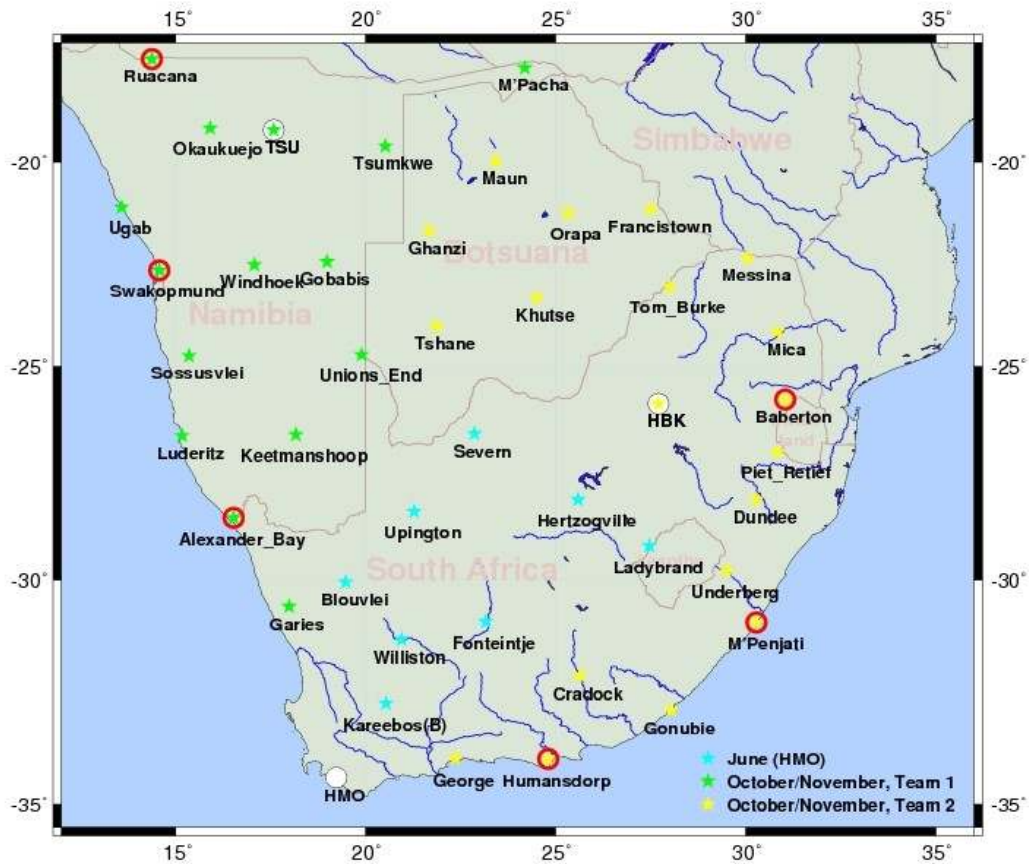 15° 20° 25° 30° 35°
Ruacana
M'Pacha
Okaukuejo TSU
Simbabwe
Tsumkwe
-20° -20°
Maun
Ugab
Ghanzi
Orapa
Francistown
Botsuana
Messina
Swakopmund
Windhoek
Gobabis
Namibia
Khutse
Tom_Burke
Tshane
Mica
-25° -25°
Sossusvlei
Unions_End
HBK
Baberton
land
Luderitz
Keetmanshoop
Severn
Piet_Retief
Dundee
Alexander_Bay
Upington
Hertzogville
Ladybrand
South Africa
-30° -30°
Blouvlei
Underberg
Garies
Fonteintje
M'Penjati
Williston
Cradock
Kareebos(B)
Gonubie
George Humansdorp
HMO
June (HMO)
October/November, Team 1
October/November, Team 2
-35° -35°
15° 20° 25° 30° 35°